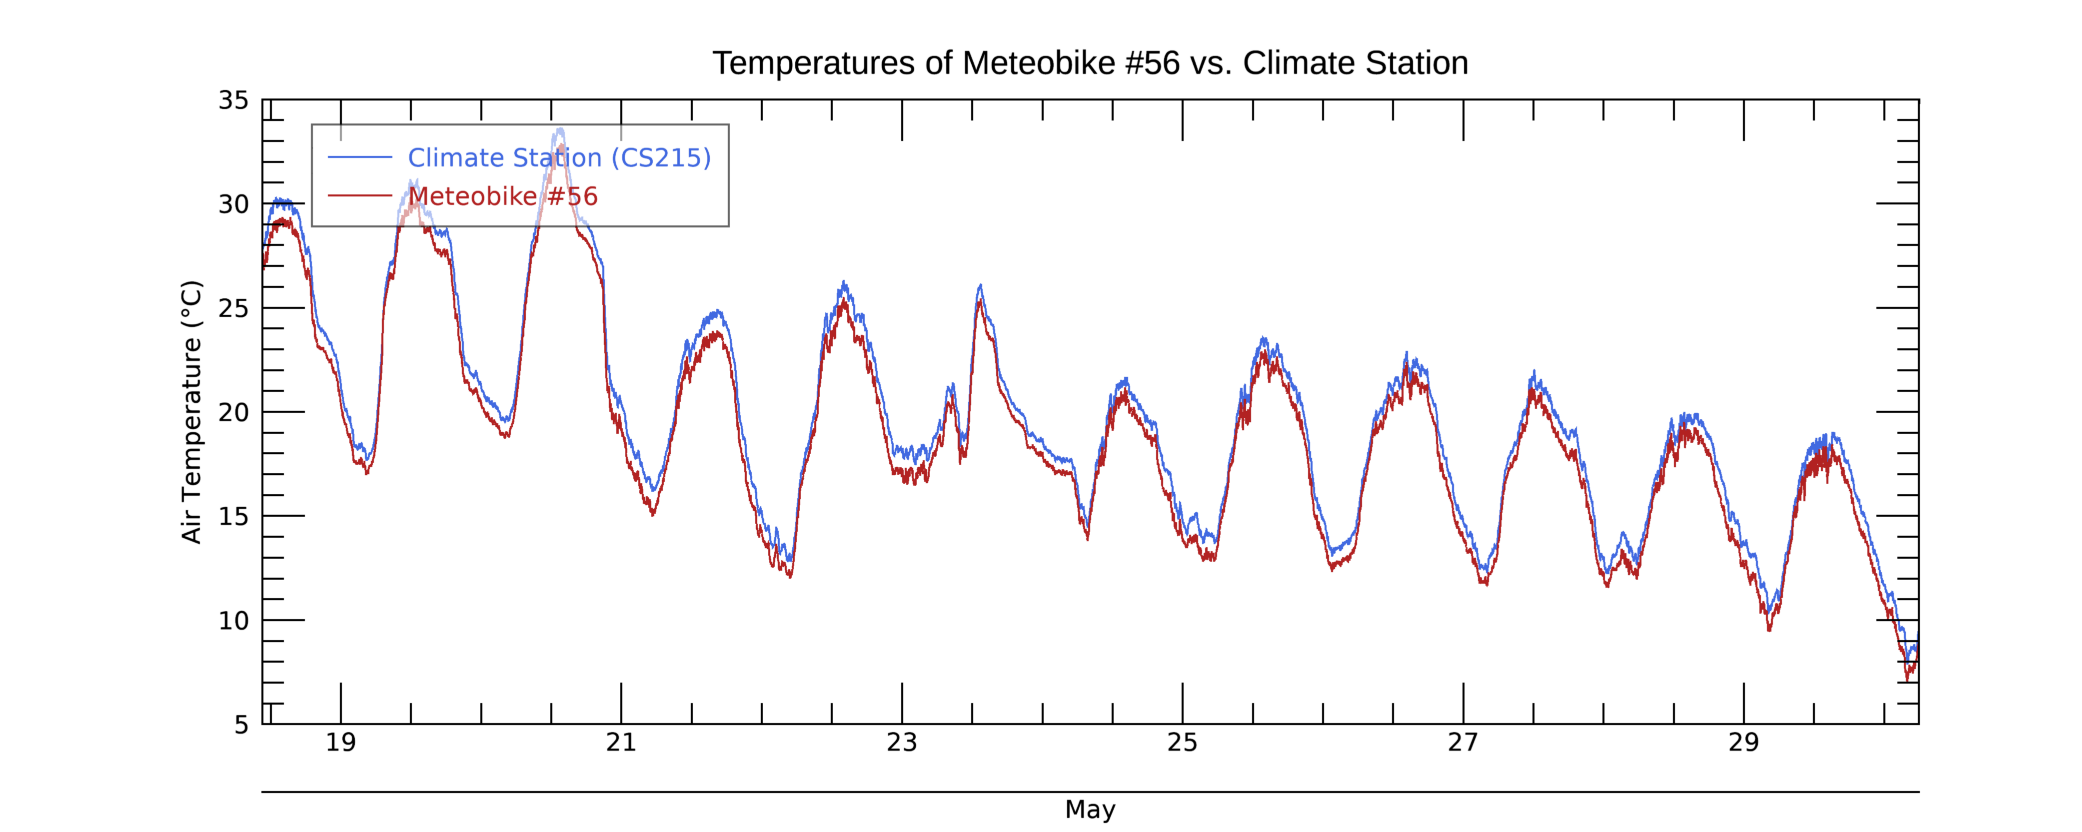 Temperatures of Meteobike #56 vs. Climate Station
35
30
25
20
15
10
5
Air Temperature (°C)
Climate Station (CS215)
Meteobike #56
19 21 23 25 27 29
May